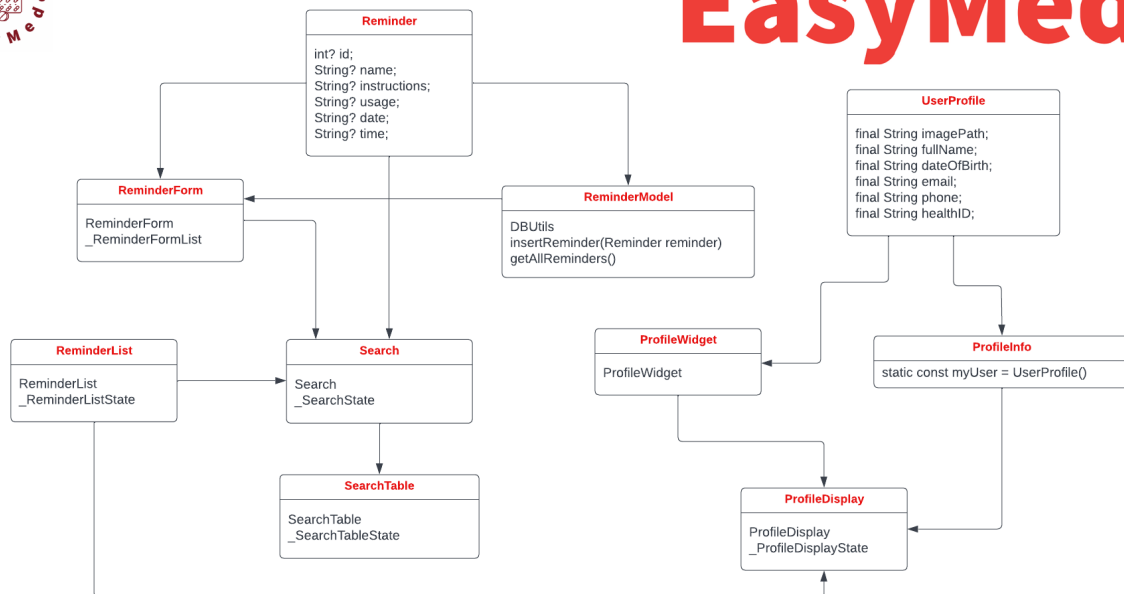 Med
EasyMed
Reminder
int? id;
String? name;
String? instructions;
String? usage;
String? date;
String? time;
UserProfile
final String imagePath;
final String fullName;
final String dateOfBirth;
final String email;
final String phone;
final String healthID;
ReminderForm
ReminderForm
_ReminderFormList
ReminderModel
DBUtils
insertReminder(Reminder reminder)
getAllReminders()
ReminderList
ReminderList
_ReminderListState
Search
Search
_SearchState
ProfileWidget
ProfileWidget
ProfileInfo
static const myUser = UserProfile()
SearchTable
SearchTable
_SearchTableState
ProfileDisplay
ProfileDisplay
_ProfileDisplayState